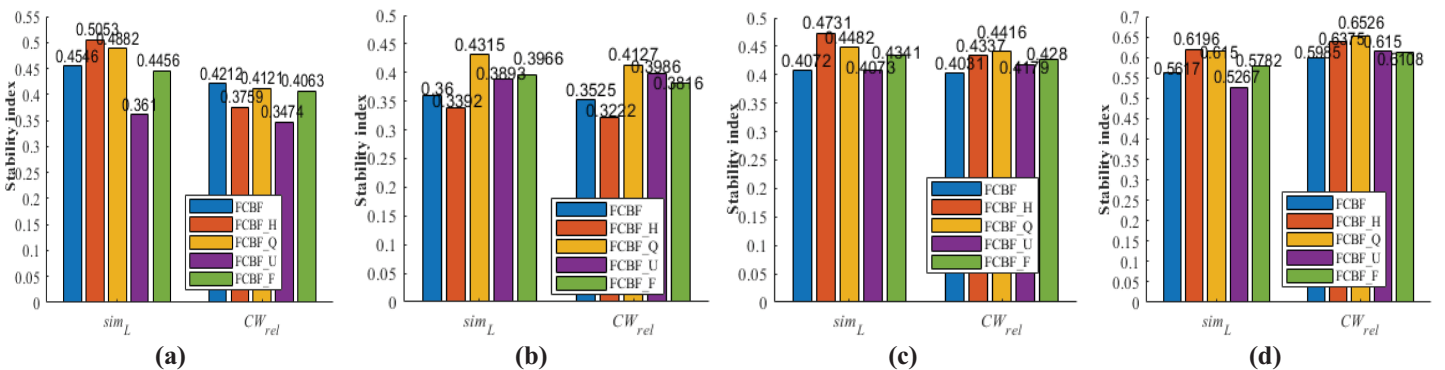 Stability index
0.55
0.5
0.45
0.4
0.35
0.3
0.25
0.2
0.15
0.1
0.05
0
0.4546
0.5053
0.4882
0.361
0.4456
0.4212
0.3759
0.4121
0.3474
0.4063
FCBF
FCBF_H
FCBF_Q
FCBF_U
FCBF_F
sim_L
CW_rel
(a)
Stability index
0.5
0.45
0.4
0.35
0.3
0.25
0.2
0.15
0.1
0.05
0
0.36
0.3392
0.4315
0.3893
0.3966
0.3525
0.3222
0.4127
0.3986
0.3816
FCBF
FCBF_H
FCBF_Q
FCBF_U
FCBF_F
sim_L
CW_rel
(b)
Stability index
0.5
0.45
0.4
0.35
0.3
0.25
0.2
0.15
0.1
0.05
0
0.4072
0.4731
0.4482
0.4073
0.4341
0.4031
0.4337
0.4416
0.4179
0.428
FCBF
FCBF_H
FCBF_Q
FCBF_U
FCBF_F
sim_L
CW_rel
(c)
Stability index
0.7
0.65
0.6
0.55
0.5
0.45
0.4
0.35
0.3
0.25
0.2
0.15
0.1
0.05
0
0.5617
0.6196
0.615
0.5267
0.5782
0.5985
0.6375
0.6526
0.615
0.6108
FCBF
FCBF_H
FCBF_Q
FCBF_U
FCBF_F
sim_L
CW_rel
(d)